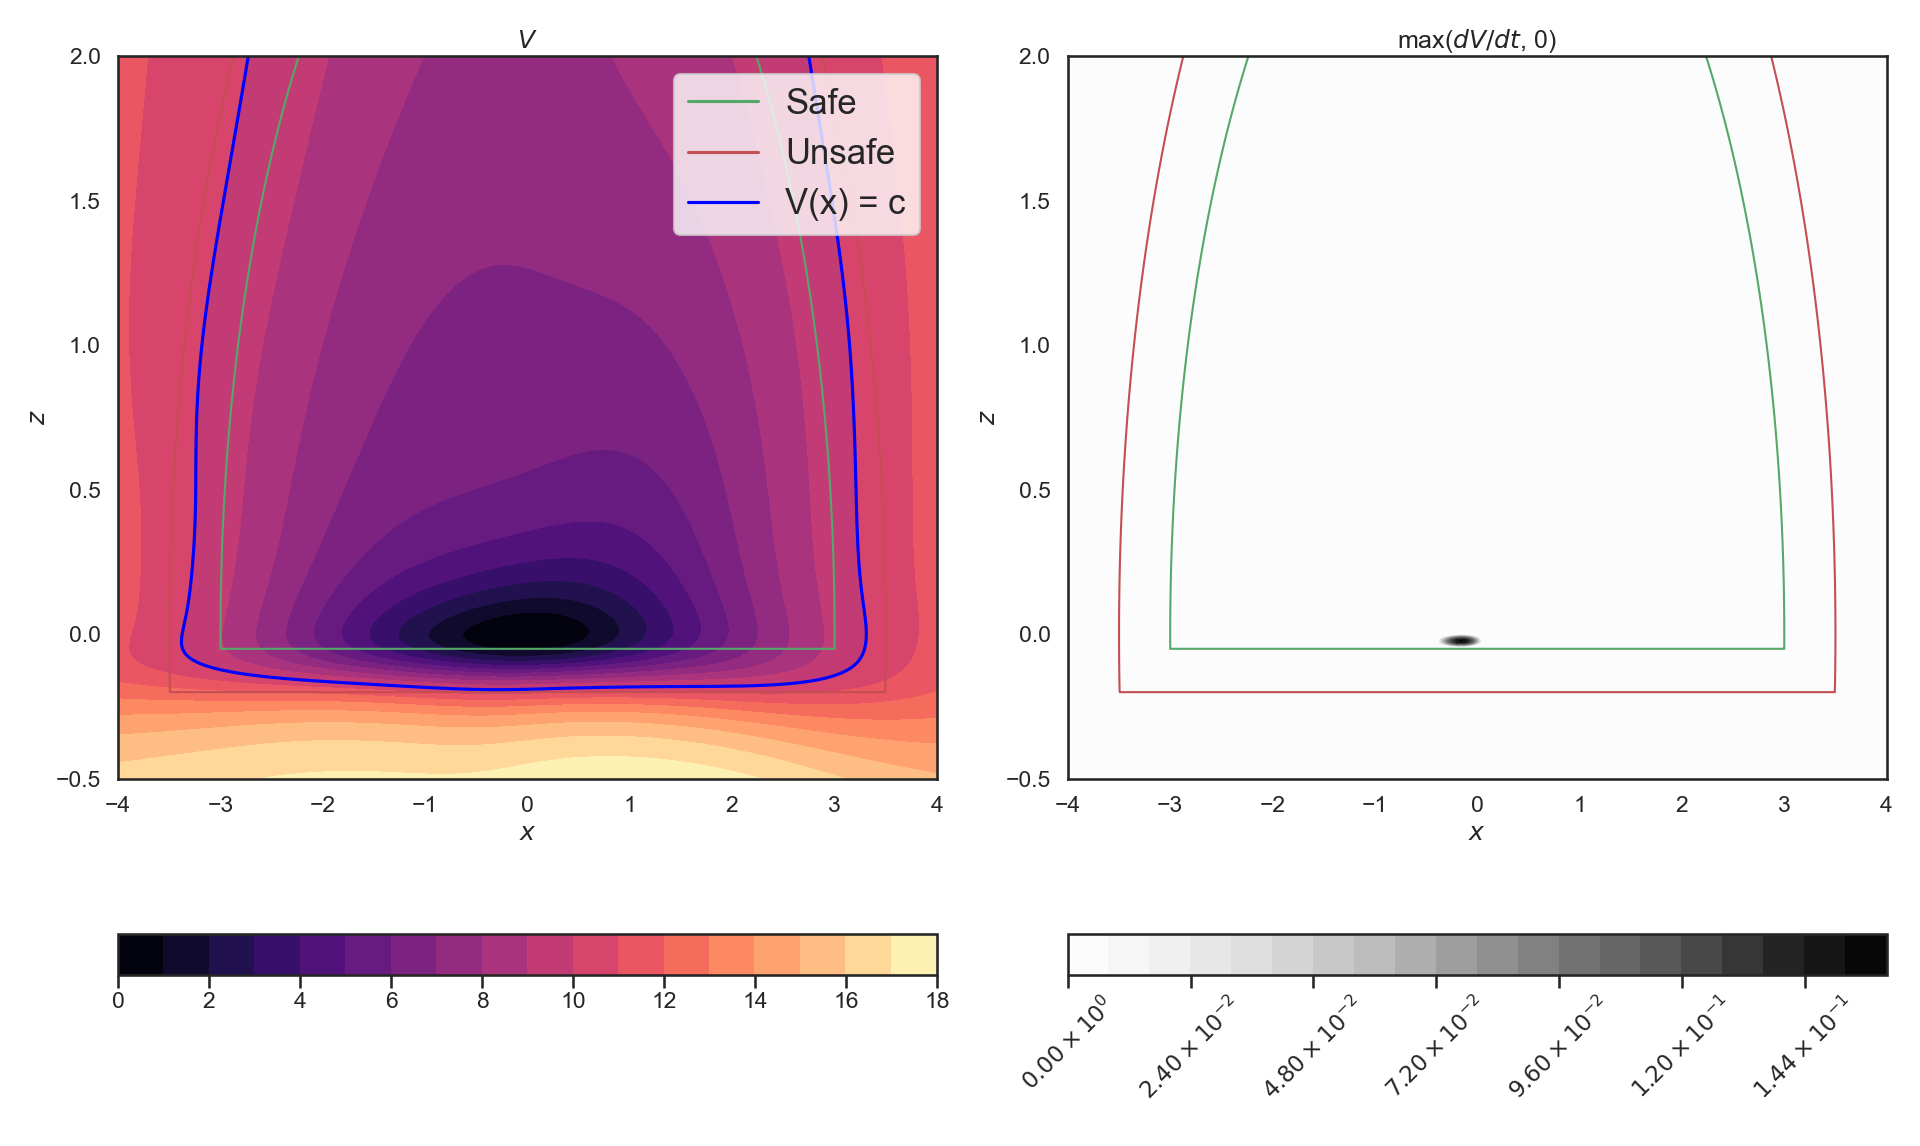 V
2.0
1.5
1.0
0.5
0.0
−0.5
z
−4 −3 −2 −1 0 1 2 3 4
x
Safe
Unsafe
V(x) = c
0 2 4 6 8 10 12 14 16 18
max(dV/dt, 0)
2.0
1.5
1.0
0.5
0.0
−0.5
z
−4 −3 −2 −1 0 1 2 3 4
x
0.00 × 10⁰
2.40 × 10⁻²
4.80 × 10⁻²
7.20 × 10⁻²
9.60 × 10⁻²
1.20 × 10⁻¹
1.44 × 10⁻¹